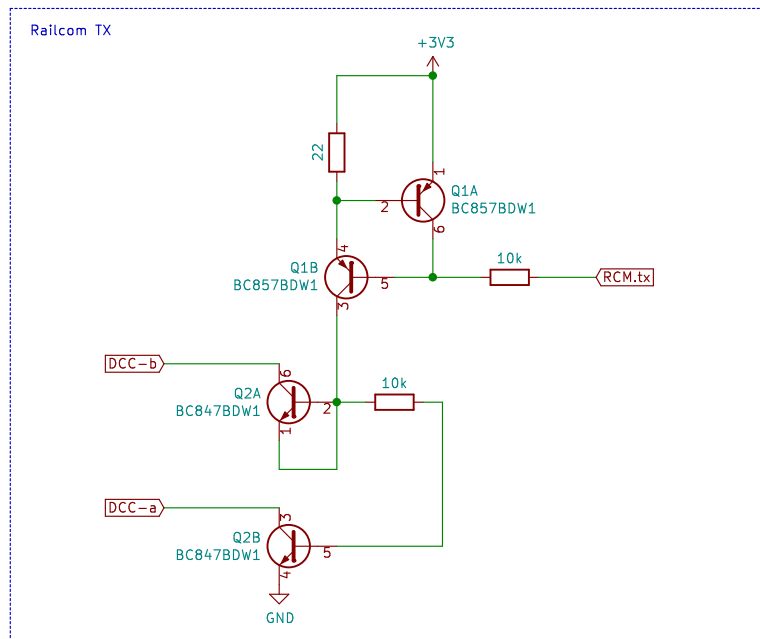 Railcom TX
+3V3
22
1
2
Q1A
BC857BDW1
6
4
Q1B
BC857BDW1
5
3
10k
RCM.tx
DCC-b
6
Q2A
BC847BDW1
2
1
10k
DCC-a
3
Q2B
BC847BDW1
5
4
GND